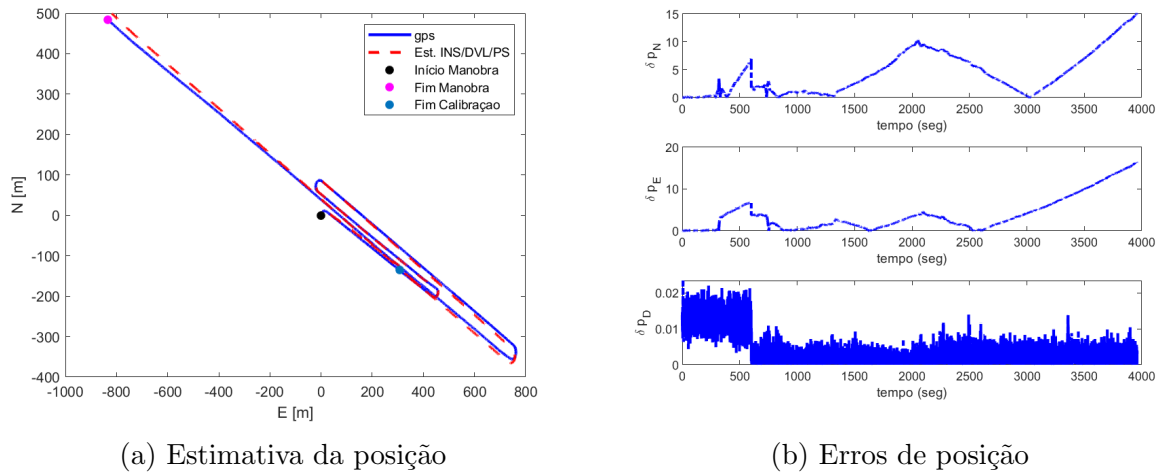 500
400
300
200
100
0
-100
-200
-300
-400
N [m]
-1000 -800 -600 -400 -200 0 200 400 600 800
E [m]
gps
Est. INS/DVL/PS
Início Manobra
Fim Manobra
Fim Calibraçao
15
10
5
0
δ p_N
0 500 1000 1500 2000 2500 3000 3500 4000
tempo (seg)
20
10
0
δ p_E
0 500 1000 1500 2000 2500 3000 3500 4000
tempo (seg)
0.02
0.01
0
δ p_D
0 500 1000 1500 2000 2500 3000 3500 4000
tempo (seg)
(a) Estimativa da posição
(b) Erros de posição